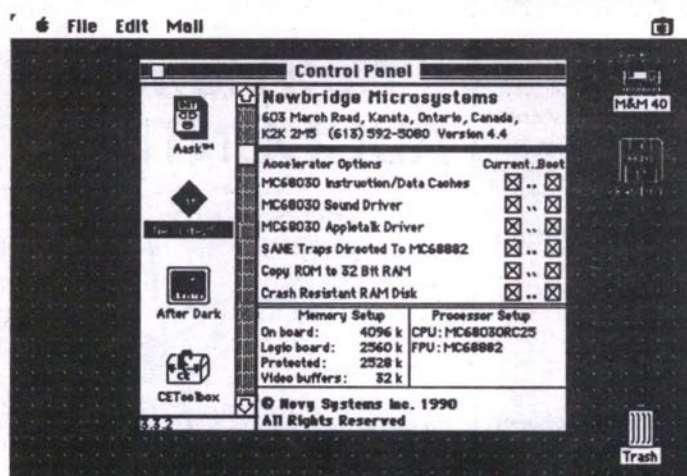 File Edit Mail
Control Panel
Aask™
After Dark
CEToolbox
3.3.2
Newbridge Microsystems
603 March Road, Kanata, Ontario, Canada,
K2K 2M5 (613) 592-5080 Version 4.4
Accelerator Options Current..Boot
MC68030 Instruction/Data Caches ..
MC68030 Sound Driver ..
MC68030 Appletalk Driver ..
SANE Traps Directed To MC68882 ..
Copy ROM to 32 Bit RAM ..
Crash Resistant RAM Disk ..
Memory Setup
On board: 4096 k
Logic board: 2560 k
Protected: 2528 k
Video buffers: 32 k
Processor Setup
CPU: MC68030RC25
FPU: MC68882
© Novy Systems Inc. 1990
All Rights Reserved
M&M 40
Trash